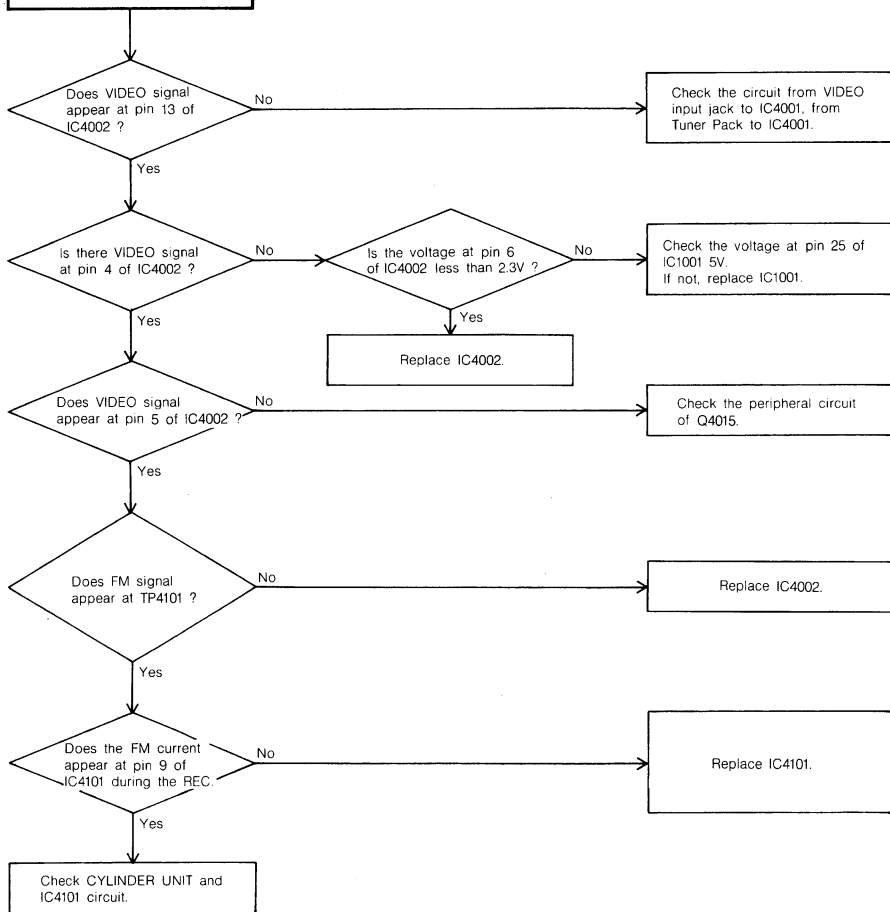 Does VIDEO signal
appear at pin 13 of
IC4002 ?
No
Check the circuit from VIDEO
input jack to IC4001, from
Tuner Pack to IC4001.
Yes
Is there VIDEO signal
at pin 4 of IC4002 ?
No
Is the voltage at pin 6
of IC4002 less than 2.3V ?
No
Check the voltage at pin 25 of
IC1001 5V.
If not, replace IC1001.
Yes
Yes
Replace IC4002.
Does VIDEO signal
appear at pin 5 of IC4002 ?
No
Check the peripheral circuit
of Q4015.
Yes
Does FM signal
appear at TP4101 ?
No
Replace IC4002.
Yes
Does the FM current
appear at pin 9 of
IC4101 during the REC.
No
Replace IC4101.
Yes
Check CYLINDER UNIT and
IC4101 circuit.